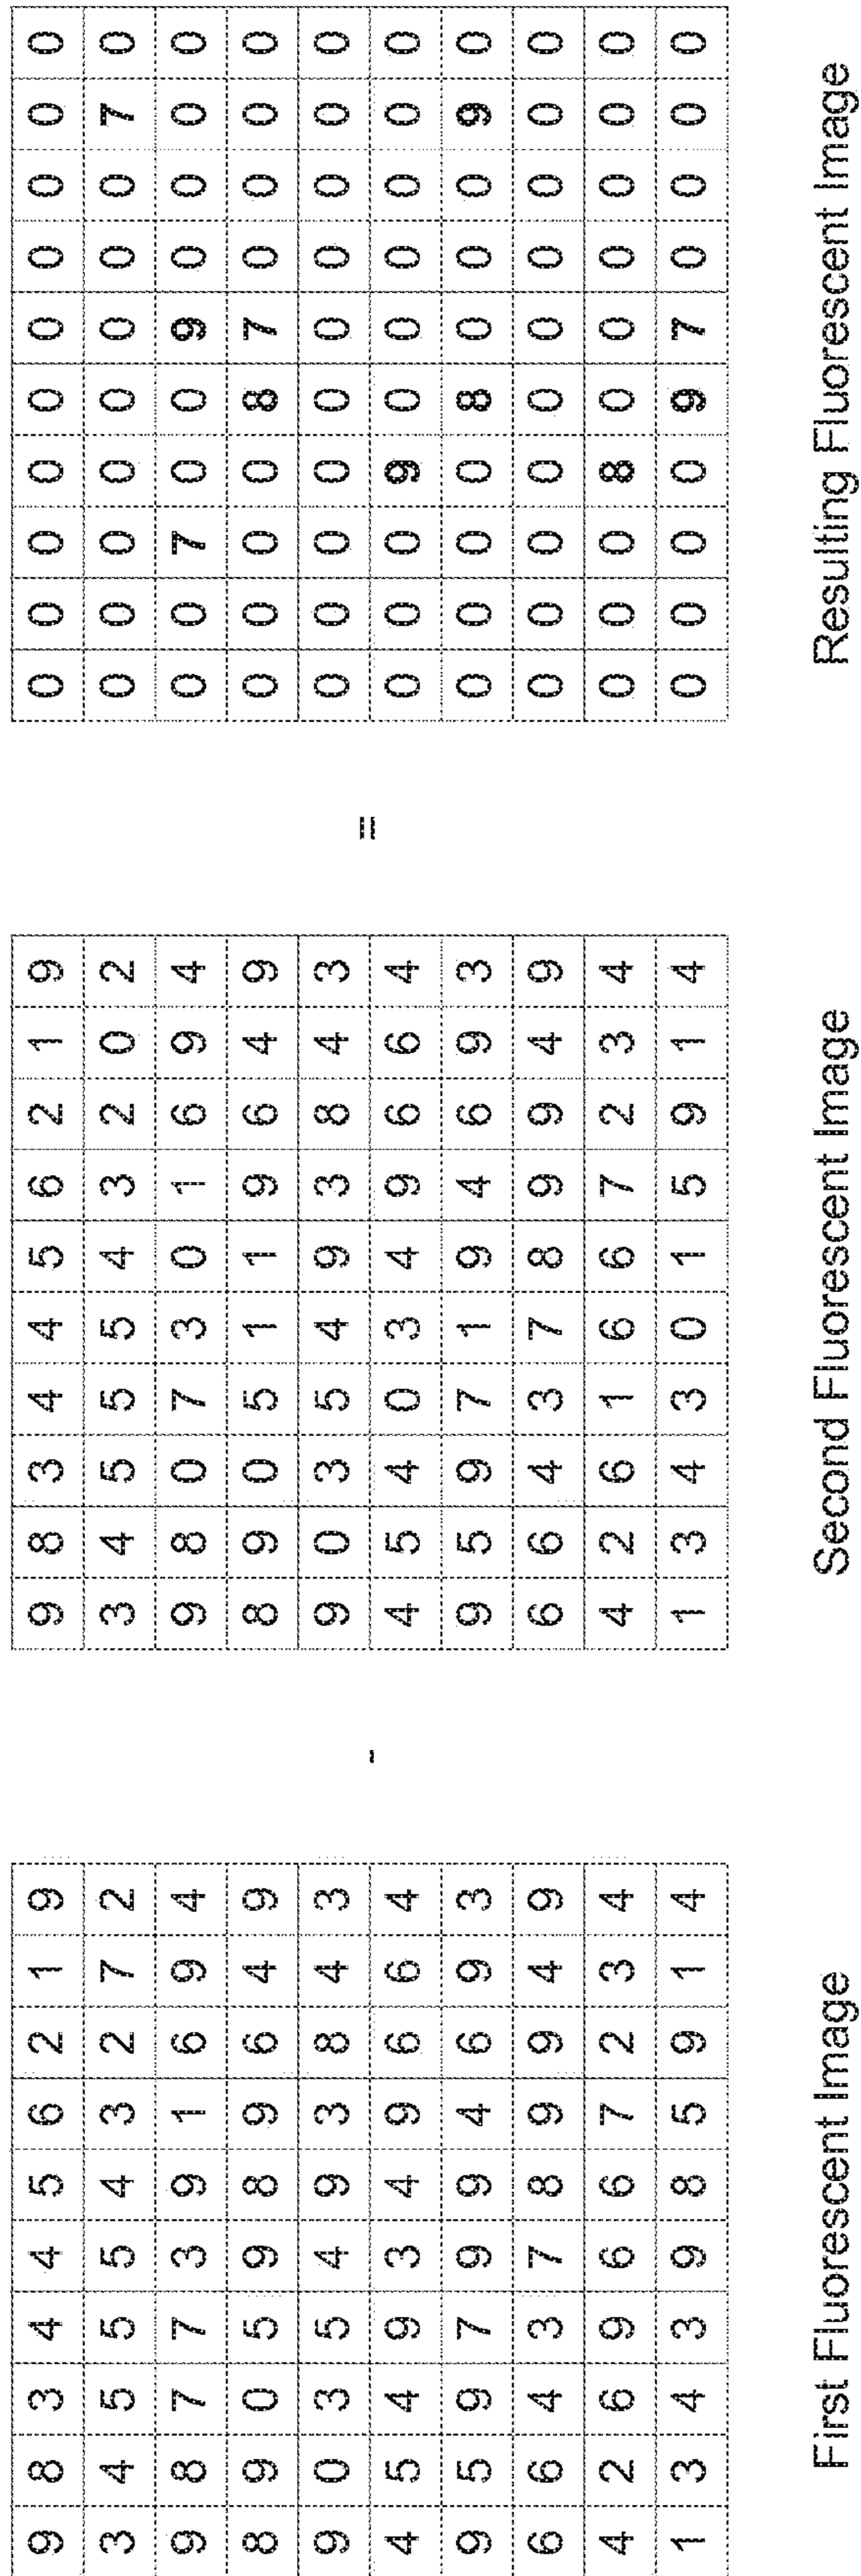 9 8 3 4 4 5 6 2 1 9
3 4 5 5 5 4 3 2 7 2
9 8 7 7 3 9 1 6 9 4
8 9 0 5 9 8 9 6 4 9
9 0 3 5 4 9 3 8 4 3
4 5 4 9 3 4 9 6 6 4
9 5 9 7 9 9 4 6 9 3
6 6 4 3 7 8 9 9 4 9
4 2 6 9 6 6 7 2 3 4
1 3 4 3 9 8 5 9 1 4
First Fluorescent Image
-
9 8 3 4 4 5 6 2 1 9
3 4 5 5 5 4 3 2 0 2
9 8 0 7 3 0 1 6 9 4
8 9 0 5 1 1 9 6 4 9
9 0 3 5 4 9 3 8 4 3
4 5 4 0 3 4 9 6 6 4
9 5 9 7 1 9 4 6 9 3
6 6 4 3 7 8 9 9 4 9
4 2 6 1 6 6 7 2 3 4
1 3 4 3 0 1 5 9 1 4
Second Fluorescent Image
=
0 0 0 0 0 0 0 0 0 0
0 0 0 0 0 0 0 0 7 0
0 0 7 0 0 9 0 0 0 0
0 0 0 0 8 7 0 0 0 0
0 0 0 0 0 0 0 0 0 0
0 0 0 9 0 0 0 0 0 0
0 0 0 0 8 0 0 0 9 0
0 0 0 0 0 0 0 0 0 0
0 0 0 8 0 0 0 0 0 0
0 0 0 0 9 7 0 0 0 0
Resulting Fluorescent Image